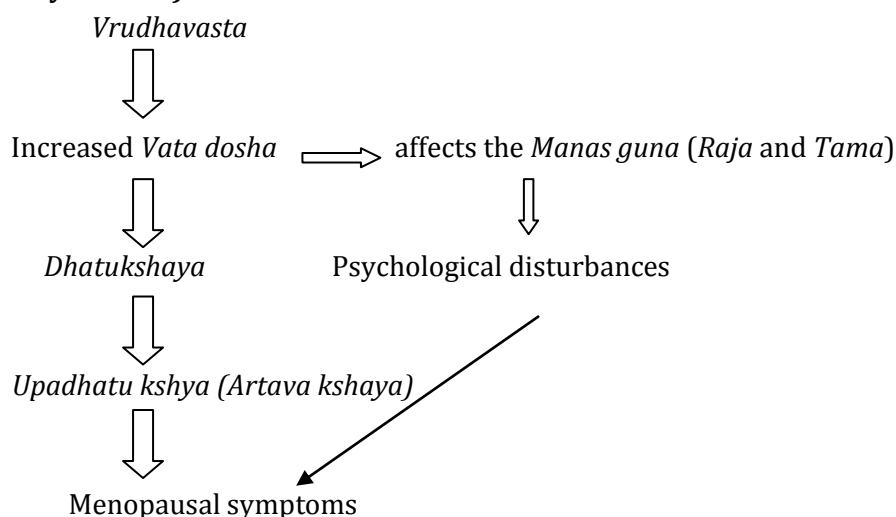 Vrudhavasta
Increased Vata dosha affects the Manas guna (Raja and Tama)
Dhatukshaya Psychological disturbances
Upadhatu kshya (Artava kshaya)
Menopausal symptoms